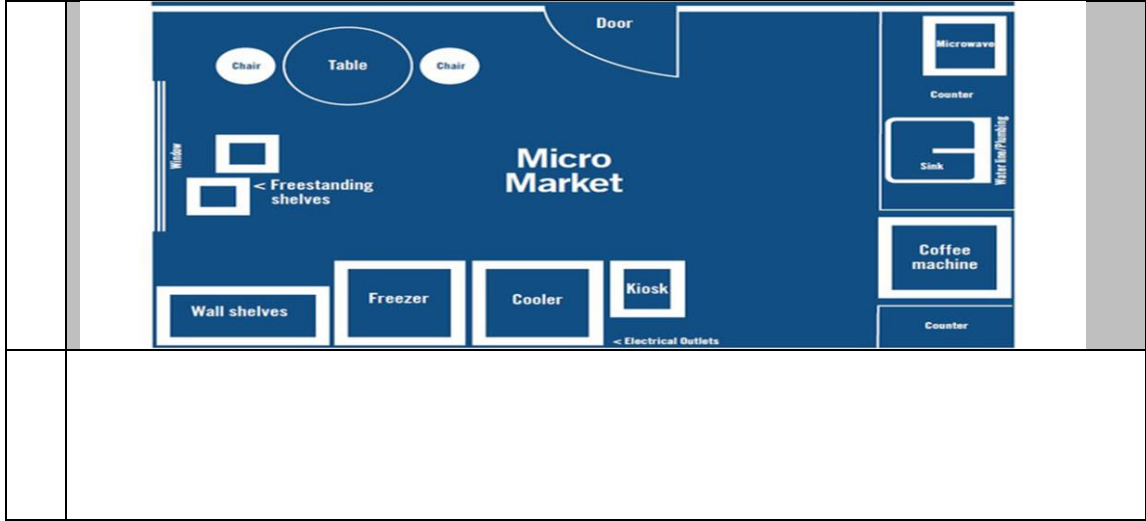 Door
Microwave
Chair
Table
Chair
Counter
Window
Micro
Market
Sink
Water line/Plumbing
< Freestanding
shelves
Coffee
machine
Wall shelves
Freezer
Cooler
Kiosk
Counter
< Electrical Outlets